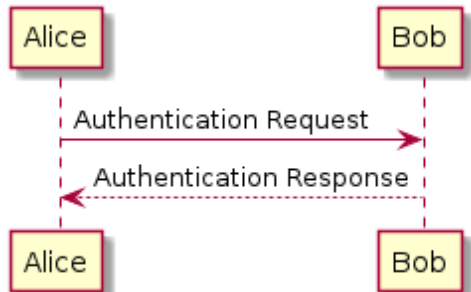 Alice Bob
Authentication Request
Authentication Response
Alice Bob